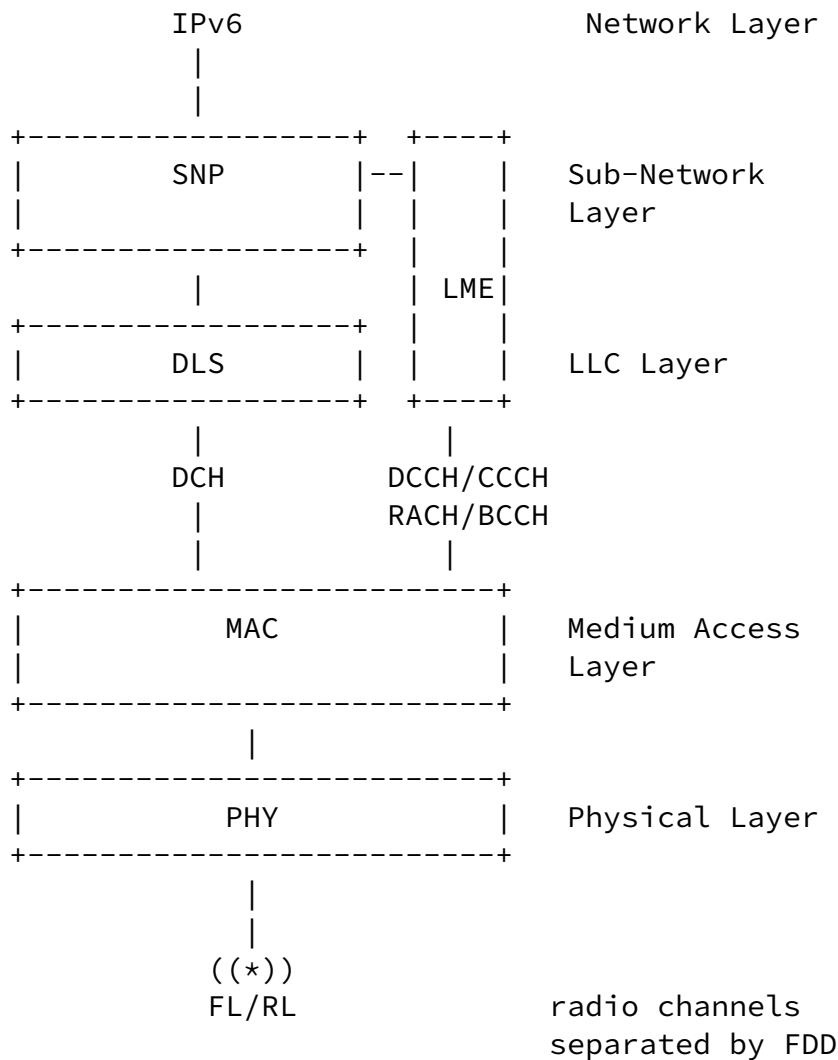 IPv6 Network Layer
SNP Sub-Network
Layer
LME
DLS LLC Layer
DCH DCCH/CCCH
RACH/BCCH
MAC Medium Access
Layer
PHY Physical Layer
((*))
FL/RL radio channels
separated by FDD